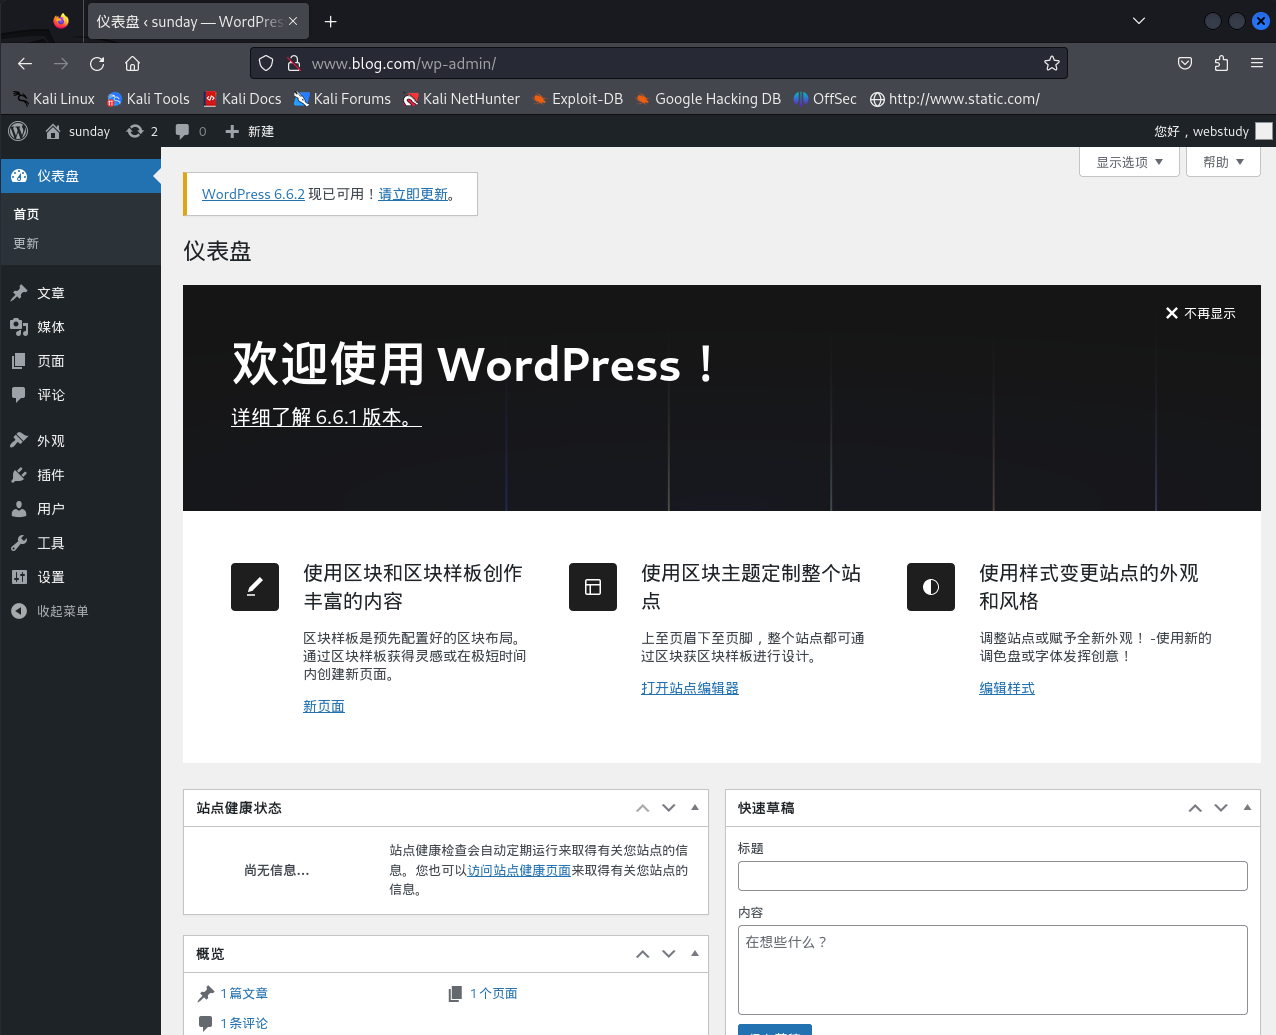 仪表盘 ‹ sunday — WordPres
www.blog.com/wp-admin/
Kali Linux Kali Tools Kali Docs Kali Forums Kali NetHunter Exploit-DB Google Hacking DB OffSec http://www.static.com/
sunday 2 0 新建 您好，webstudy
仪表盘
首页
更新
文章
媒体
页面
评论
外观
插件
用户
工具
设置
收起菜单
显示选项 帮助
WordPress 6.6.2 现已可用！请立即更新。
仪表盘
不再显示
欢迎使用 WordPress！
详细了解 6.6.1 版本。
使用区块和区块样板创作
丰富的内容
区块样板是预先配置好的区块布局。
通过区块样板获得灵感或在极短时间
内创建新页面。
新页面
使用区块主题定制整个站
点
上至页眉下至页脚，整个站点都可通
过区块获区块样板进行设计。
打开站点编辑器
使用样式变更站点的外观
和风格
调整站点或赋予全新外观！ -使用新的
调色盘或字体发挥创意！
编辑样式
站点健康状态
尚无信息…
站点健康检查会自动定期运行来取得有关您站点的信
息。您也可以访问站点健康页面来取得有关您站点的
信息。
概览
1 篇文章 1 个页面
1 条评论
快速草稿
标题
内容
在想些什么？